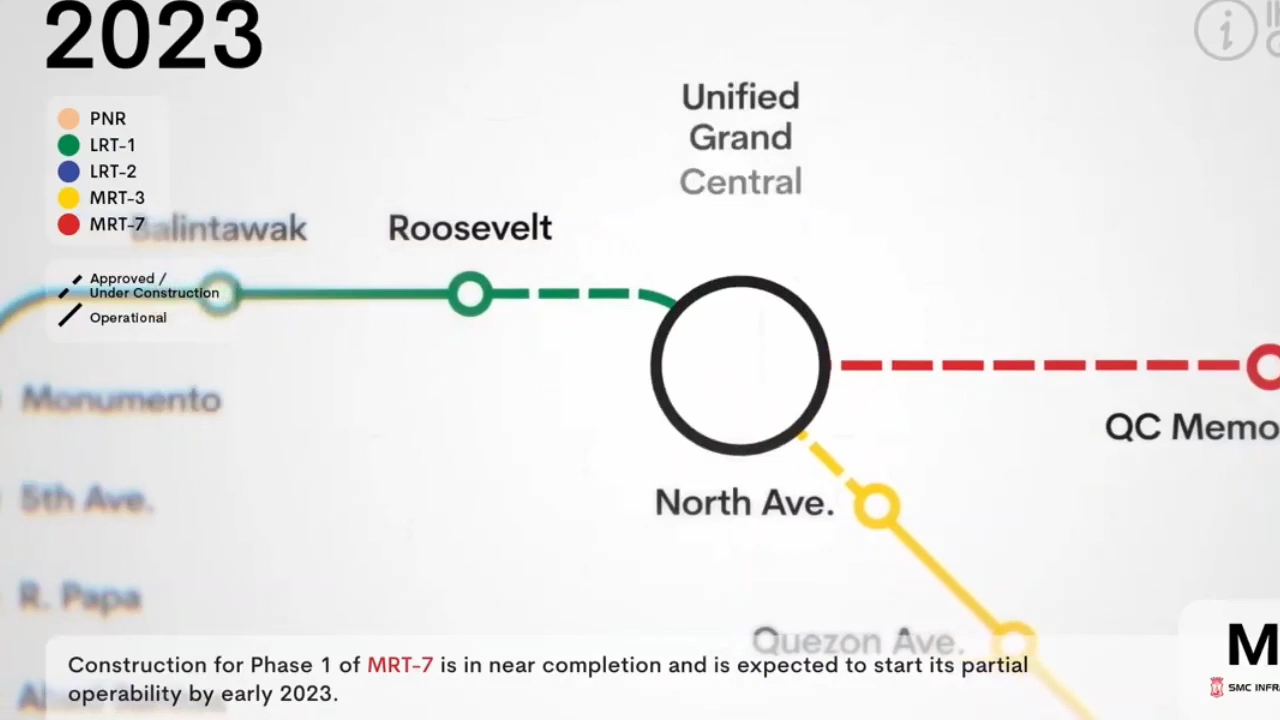 2023
PNR
LRT-1
LRT-2
MRT-3
MRT-7
Approved /
Under Construction
Operational
Balintawak
Roosevelt
Unified
Grand
Central
Monumento
5th Ave.
R. Papa
North Ave.
QC Memo
Quezon Ave.
Construction for Phase 1 of MRT-7 is in near completion and is expected to start its partial
operability by early 2023.
M
SMC INFRA